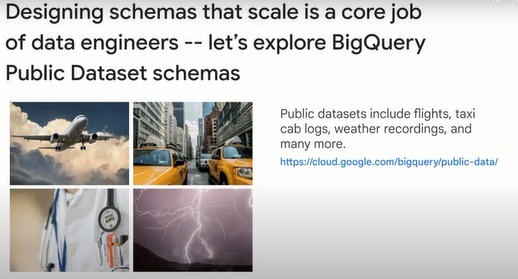 Designing schemas that scale is a core job
of data engineers -- let's explore BigQuery
Public Dataset schemas
Public datasets include flights, taxi
cab logs, weather recordings, and
many more.
https://cloud.google.com/bigquery/public-data/